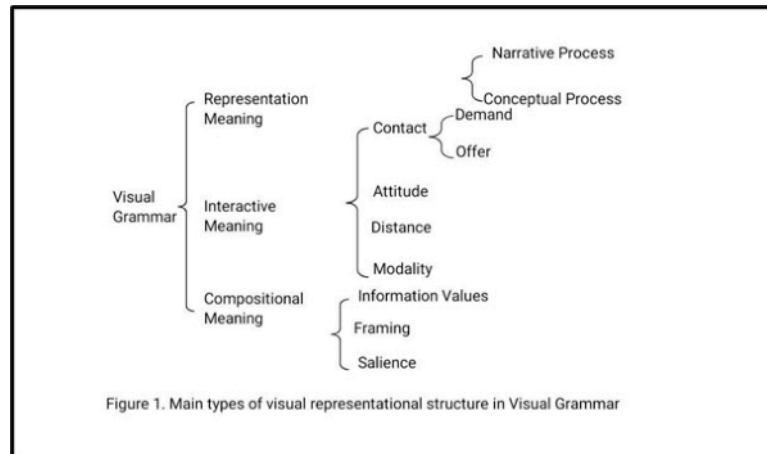 Narrative Process
Representation
Meaning
Conceptual Process
Contact
Demand
Offer
Visual
Grammar
Interactive
Meaning
Attitude
Distance
Modality
Compositional
Meaning
Information Values
Framing
Salience
Figure 1. Main types of visual representational structure in Visual Grammar